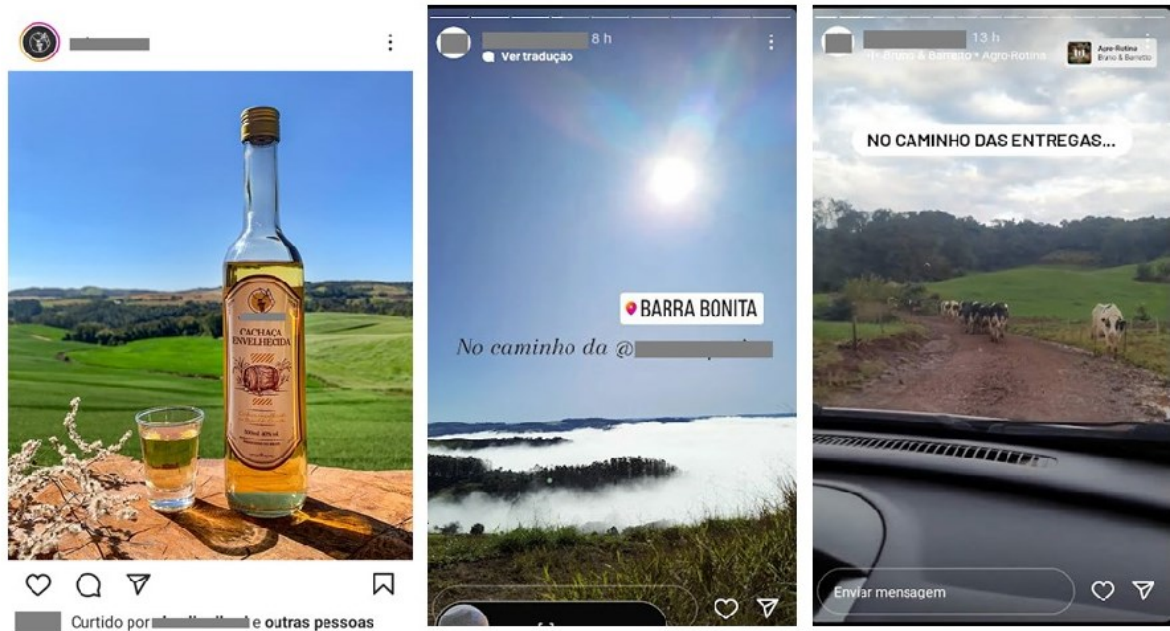 CACHAÇA
ENVELHECIDA
Curtido por
e outras pessoas
8 h
Ver tradução
BARRA BONITA
No caminho da @
13 h
Bruno & Barretto • Agro-Rotina
Agro-Rotina
Bruno & Barretto
NO CAMINHO DAS ENTREGAS...
Enviar mensagem